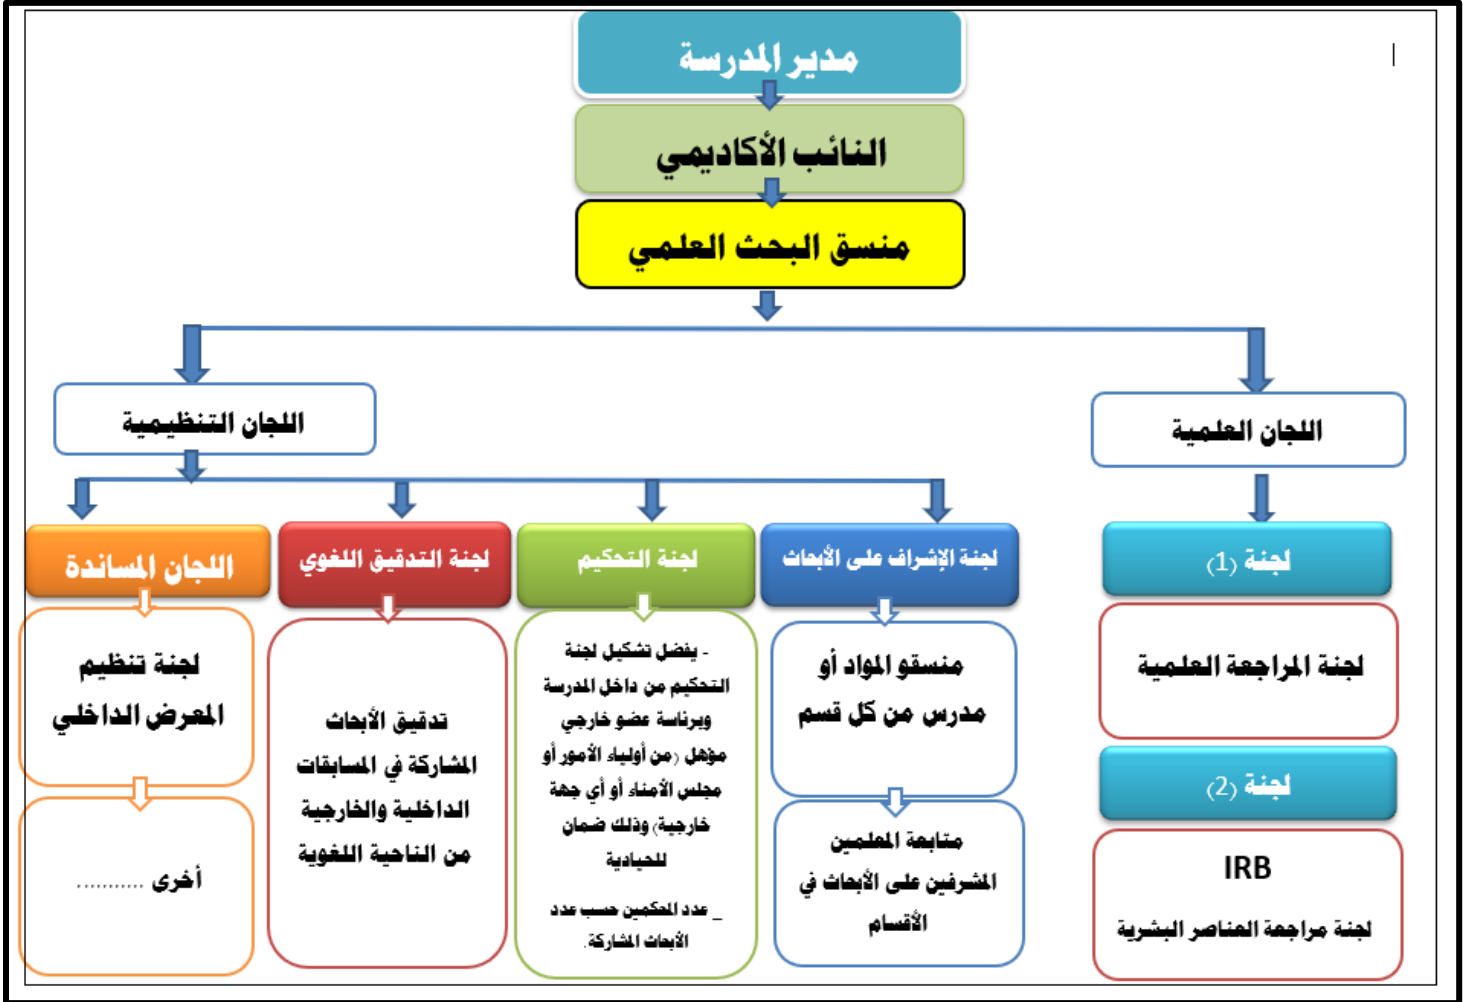 مدير المدرسة
النائب الأكاديمي
منسق البحث العلمي
اللجان العلمية
لجنة (1)
لجنة المراجعة العلمية
لجنة (2)
IRB
لجنة مراجعة العناصر البشرية
اللجان التنظيمية
لجنة الإشراف على الأبحاث
منسقو المواد أو
مدرس من كل قسم
متابعة المعلمين
المشرفين على الأبحاث في
الأقسام
لجنة التحكيم
- يفضل تشكيل لجنة
التحكيم من داخل المدرسة
وبرئاسة عضو خارجي
مؤهل (من أولياء الأمور أو
مجلس الأمناء أو أي جهة
خارجية) وذلك ضمان
للحيادية
_ عدد المحكمين حسب عدد
الأبحاث المشاركة.
لجنة التدقيق اللغوي
تدقيق الأبحاث
المشاركة في المسابقات
الداخلية والخارجية
من الناحية اللغوية
اللجان المساندة
لجنة تنظيم
المعرض الداخلي
أخرى ...........